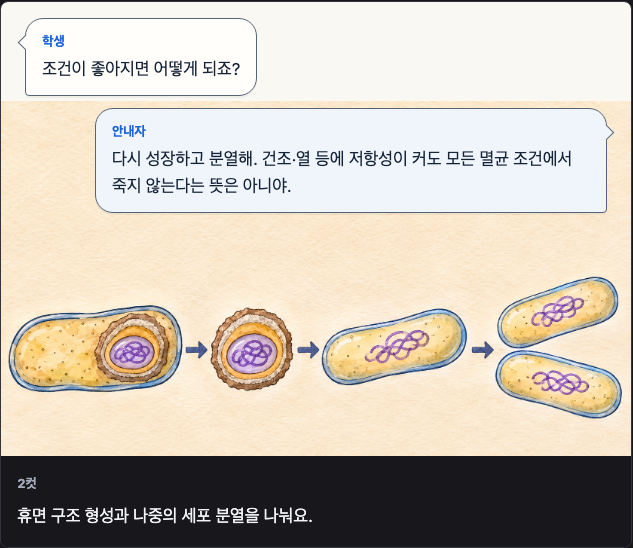 학생
조건이 좋아지면 어떻게 되죠?
안내자
다시 성장하고 분열해. 건조·열 등에 저항성이 커도 모든 멸균 조건에서
죽지 않는다는 뜻은 아니야.
2컷
휴면 구조 형성과 나중의 세포 분열을 나눠요.